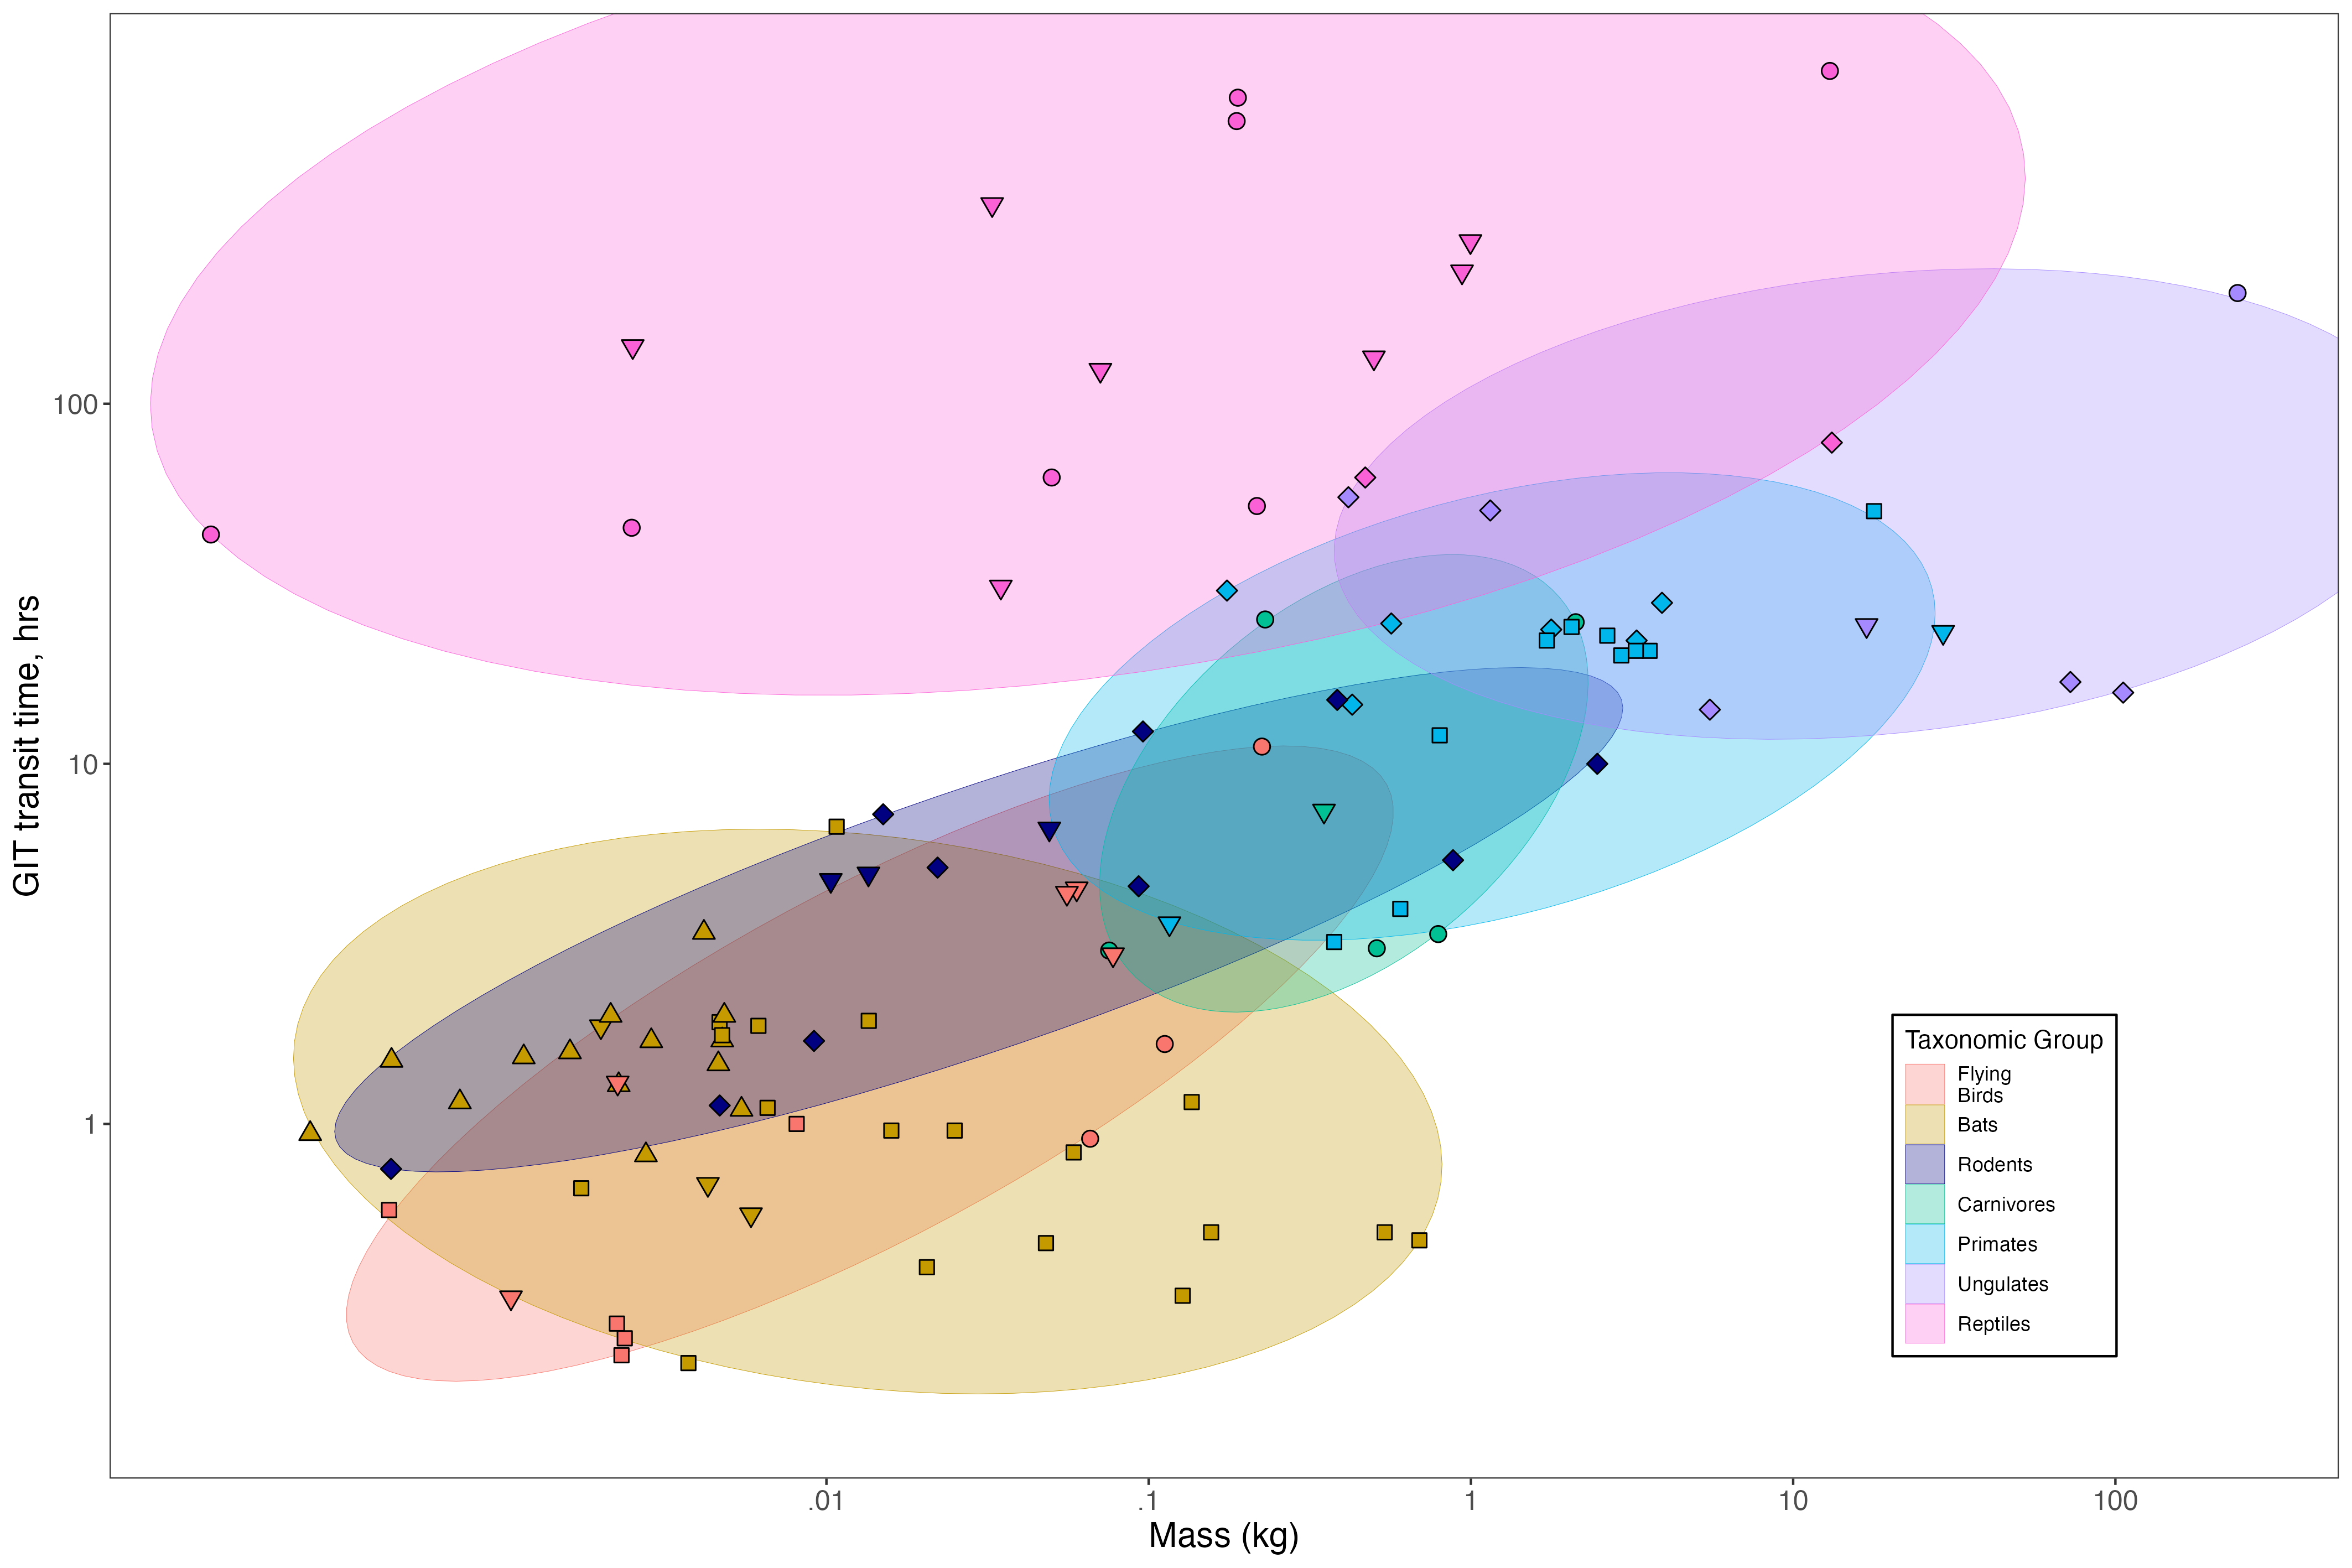 GIT transit time, hrs
100
10
1
.01
.1
1
10
100
Mass (kg)
Taxonomic Group
Flying
Birds
Bats
Rodents
Carnivores
Primates
Ungulates
Reptiles